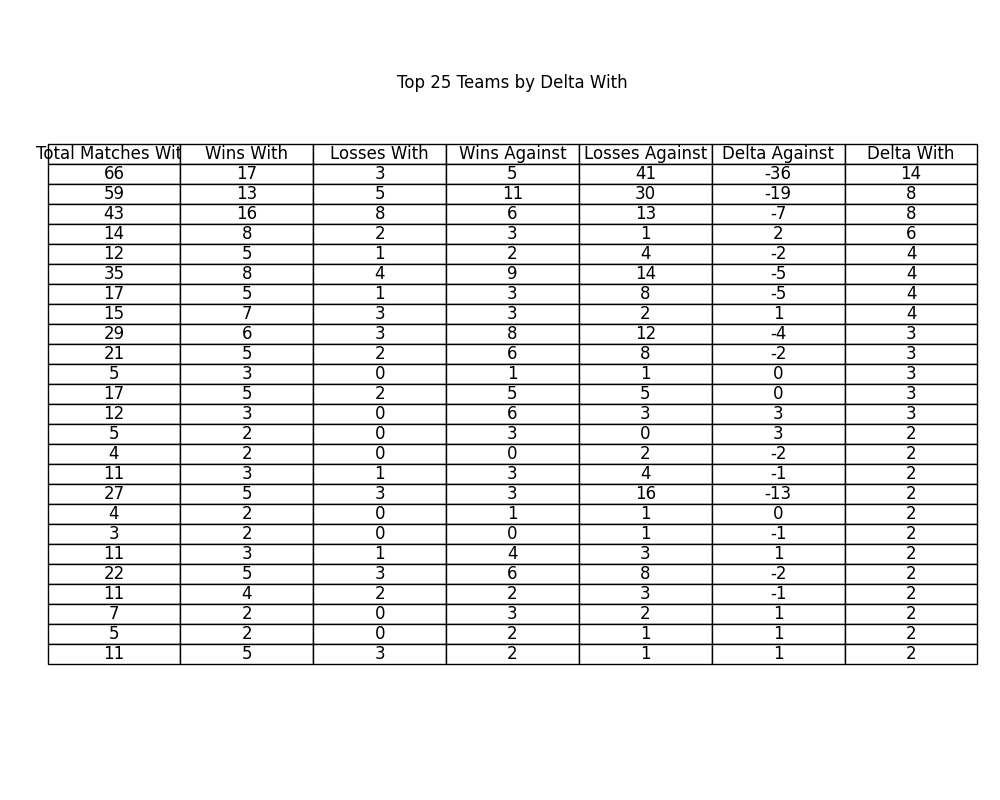 Top 25 Teams by Delta With
Total Matches Wit Wins With Losses With Wins Against Losses Against Delta Against Delta With
66 17 3 5 41 -36 14
59 13 5 11 30 -19 8
43 16 8 6 13 -7 8
14 8 2 3 1 2 6
12 5 1 2 4 -2 4
35 8 4 9 14 -5 4
17 5 1 3 8 -5 4
15 7 3 3 2 1 4
29 6 3 8 12 -4 3
21 5 2 6 8 -2 3
5 3 0 1 1 0 3
17 5 2 5 5 0 3
12 3 0 6 3 3 3
5 2 0 3 0 3 2
4 2 0 0 2 -2 2
11 3 1 3 4 -1 2
27 5 3 3 16 -13 2
4 2 0 1 1 0 2
3 2 0 0 1 -1 2
11 3 1 4 3 1 2
22 5 3 6 8 -2 2
11 4 2 2 3 -1 2
7 2 0 3 2 1 2
5 2 0 2 1 1 2
11 5 3 2 1 1 2